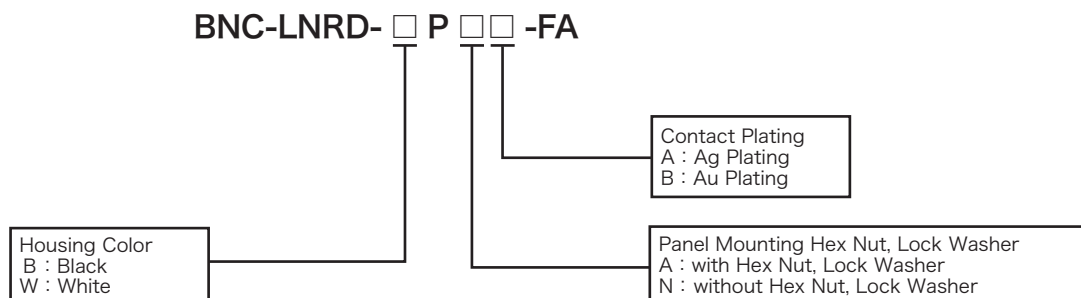 BNC-LNRD- □ P □□ -FA
Contact Plating
A : Ag Plating
B : Au Plating
Housing Color
B : Black
W : White
Panel Mounting Hex Nut, Lock Washer
A : with Hex Nut, Lock Washer
N : without Hex Nut, Lock Washer